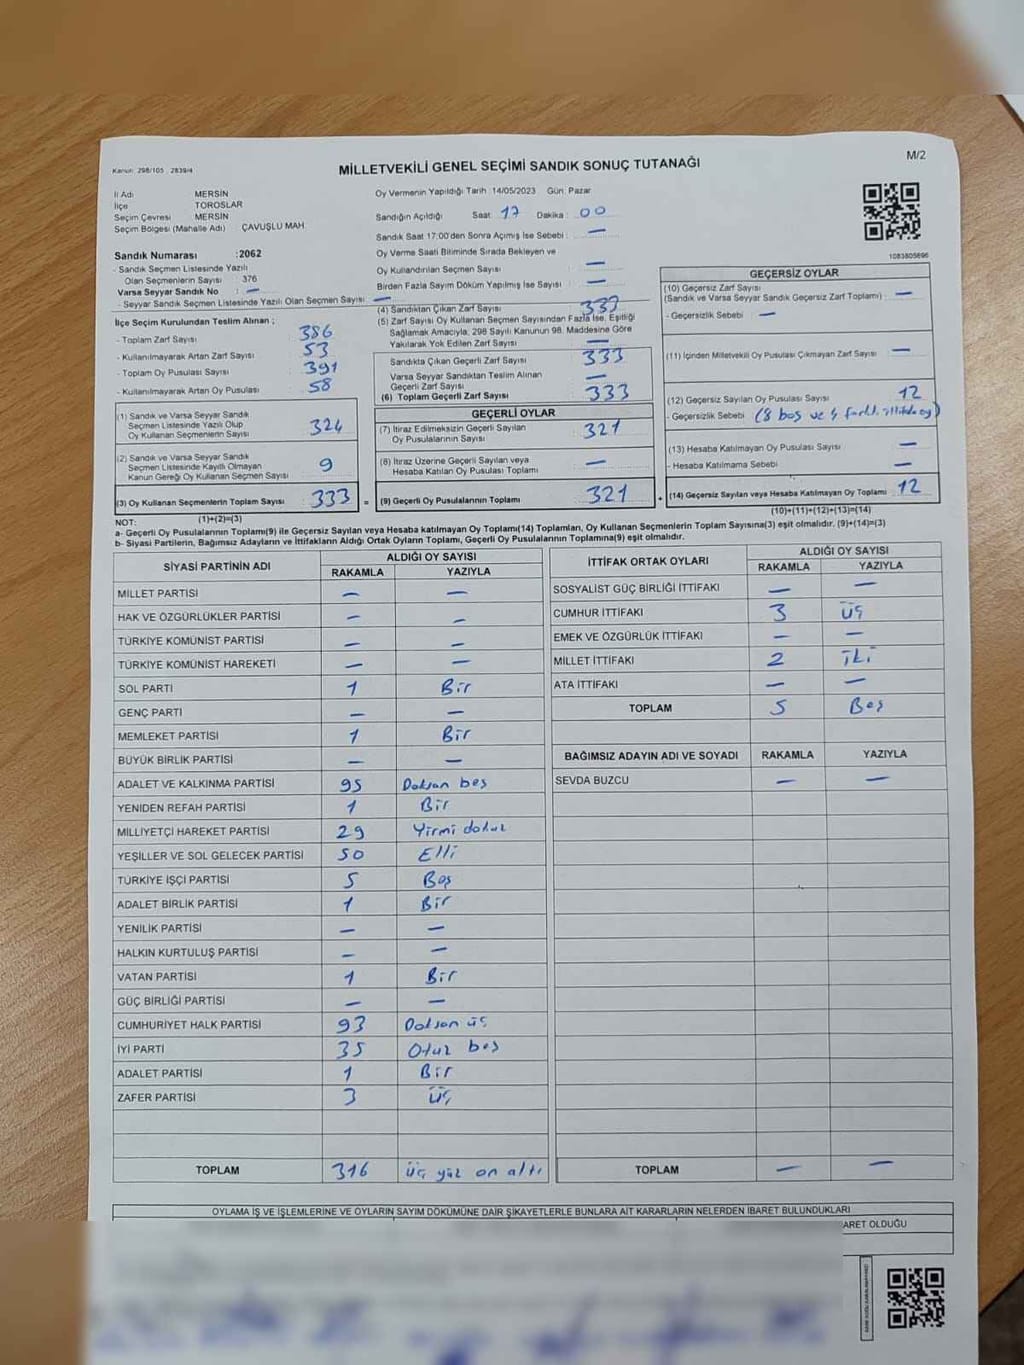 Kanun: 298/105 2839/4
MİLLETVEKİLİ GENEL SEÇİMİ SANDIK SONUÇ TUTANAĞI
M/2
İl Adı MERSİN
İlçe TOROSLAR
Seçim Çevresi MERSİN
Seçim Bölgesi (Mahalle Adı) ÇAVUŞLU MAH.
Oy Vermenin Yapıldığı Tarih :14/05/2023 Gün: Pazar
Sandığın Açıldığı Saat 17 Dakika : 00
Sandık Saat 17:00'den Sonra Açımış İse Sebebi : —
Oy Verme Saati Bitiminde Sırada Bekleyen ve
Oy Kullandırılan Seçmen Sayısı —
Birden Fazla Sayım Döküm Yapılmış İse Sayısı —
Sandık Numarası :2062
- Sandık Seçmen Listesinde Yazılı
Olan Seçmenlerin Sayısı 376
Varsa Seyyar Sandık No : —
- Seyyar Sandık Seçmen Listesinde Yazılı Olan Seçmen Sayısı —
İlçe Seçim Kurulundan Teslim Alınan ;
- Toplam Zarf Sayısı 386
- Kullanılmayarak Artan Zarf Sayısı 53
- Toplam Oy Pusulası Sayısı 391
- Kullanılmayarak Artan Oy Pusulası 58
(1) Sandık ve Varsa Seyyar Sandık
Seçmen Listesinde Yazılı Olup
Oy Kullanan Seçmenlerin Sayısı 324
(2) Sandık ve Varsa Seyyar Sandık
Seçmen Listesinde Kayıtlı Olmayan
Kanun Gereği Oy Kullanan Seçmen Sayısı 9
(3) Oy Kullanan Seçmenlerin Toplam Sayısı 333 =
(1)+(2)=(3)
(4) Sandıktan Çıkan Zarf Sayısı 333
(5) Zarf Sayısı Oy Kullanan Seçmen Sayısından Fazla İse, Eşitliği
Sağlamak Amacıyla, 298 Sayılı Kanunun 98. Maddesine Göre
Yakılarak Yok Edilen Zarf Sayısı —
Sandıkta Çıkan Geçerli Zarf Sayısı 333
Varsa Seyyar Sandıktan Teslim Alınan
Geçerli Zarf Sayısı —
(6) Toplam Geçerli Zarf Sayısı 333
GEÇERLİ OYLAR
(7) İtiraz Edilmeksizin Geçerli Sayılan
Oy Pusulalarının Sayısı 321
(8) İtiraz Üzerine Geçerli Sayılan veya
Hesaba Katılan Oy Pusulası Toplamı —
(9) Geçerli Oy Pusulalarının Toplamı 321 +
1083805696
GEÇERSİZ OYLAR
(10) Geçersiz Zarf Sayısı
(Sandık ve Varsa Seyyar Sandık Geçersiz Zarf Toplamı) : —
- Geçersizlik Sebebi : —
(11) İçinden Milletvekili Oy Pusulası Çıkmayan Zarf Sayısı —
(12) Geçersiz Sayılan Oy Pusulası Sayısı 12
- Geçersizlik Sebebi (8 boş ve 4 farklı ittifaka oy)
(13) Hesaba Katılmayan Oy Pusulası Sayısı —
- Hesaba Katılmama Sebebi —
(14) Geçersiz Sayılan veya Hesaba Katılmayan Oy Toplamı 12
(10)+(11)+(12)+(13)=(14)
NOT:
a- Geçerli Oy Pusulalarının Toplamı(9) ile Geçersiz Sayılan veya Hesaba katılmayan Oy Toplamı(14) Toplamları, Oy Kullanan Seçmenlerin Toplam Sayısına(3) eşit olmalıdır. (9)+(14)=(3)
b- Siyasi Partilerin, Bağımsız Adayların ve İttifakların Aldığı Ortak Oyların Toplamı, Geçerli Oy Pusulalarının Toplamına(9) eşit olmalıdır.
SİYASİ PARTİNİN ADI ALDIĞI OY SAYISI
RAKAMLA YAZIYLA
MİLLET PARTİSİ — —
HAK VE ÖZGÜRLÜKLER PARTİSİ — —
TÜRKİYE KOMÜNİST PARTİSİ — —
TÜRKİYE KOMÜNİST HAREKETİ — —
SOL PARTİ 1 Bir
GENÇ PARTİ — —
MEMLEKET PARTİSİ 1 Bir
BÜYÜK BİRLİK PARTİSİ — —
ADALET VE KALKINMA PARTİSİ 95 Doksan beş
YENİDEN REFAH PARTİSİ 1 Bir
MİLLİYETÇİ HAREKET PARTİSİ 29 Yirmi dokuz
YEŞİLLER VE SOL GELECEK PARTİSİ 50 Elli
TÜRKİYE İŞÇİ PARTİSİ 5 Beş
ADALET BİRLİK PARTİSİ 1 Bir
YENİLİK PARTİSİ — —
HALKIN KURTULUŞ PARTİSİ — —
VATAN PARTİSİ 1 Bir
GÜÇ BİRLİĞİ PARTİSİ — —
CUMHURİYET HALK PARTİSİ 93 Doksan üç
İYİ PARTİ 35 Otuz beş
ADALET PARTİSİ 1 Bir
ZAFER PARTİSİ 3 üç
TOPLAM 316 üç yüz on altı
İTTİFAK ORTAK OYLARI ALDIĞI OY SAYISI
RAKAMLA YAZIYLA
SOSYALİST GÜÇ BİRLİĞİ İTTİFAKI — —
CUMHUR İTTİFAKI 3 üç
EMEK VE ÖZGÜRLÜK İTTİFAKI — —
MİLLET İTTİFAKI 2 İki
ATA İTTİFAKI — —
TOPLAM 5 Beş
BAĞIMSIZ ADAYIN ADI VE SOYADI RAKAMLA YAZIYLA
SEVDA BUZCU — —
TOPLAM — —
OYLAMA İŞ VE İŞLEMLERİNE VE OYLARIN SAYIM DÖKÜMÜNE DAİR ŞİKAYETLERLE BUNLARA AİT KARARLARIN NELERDEN İBARET BULUNDUKLARI
ARET OLDUĞU